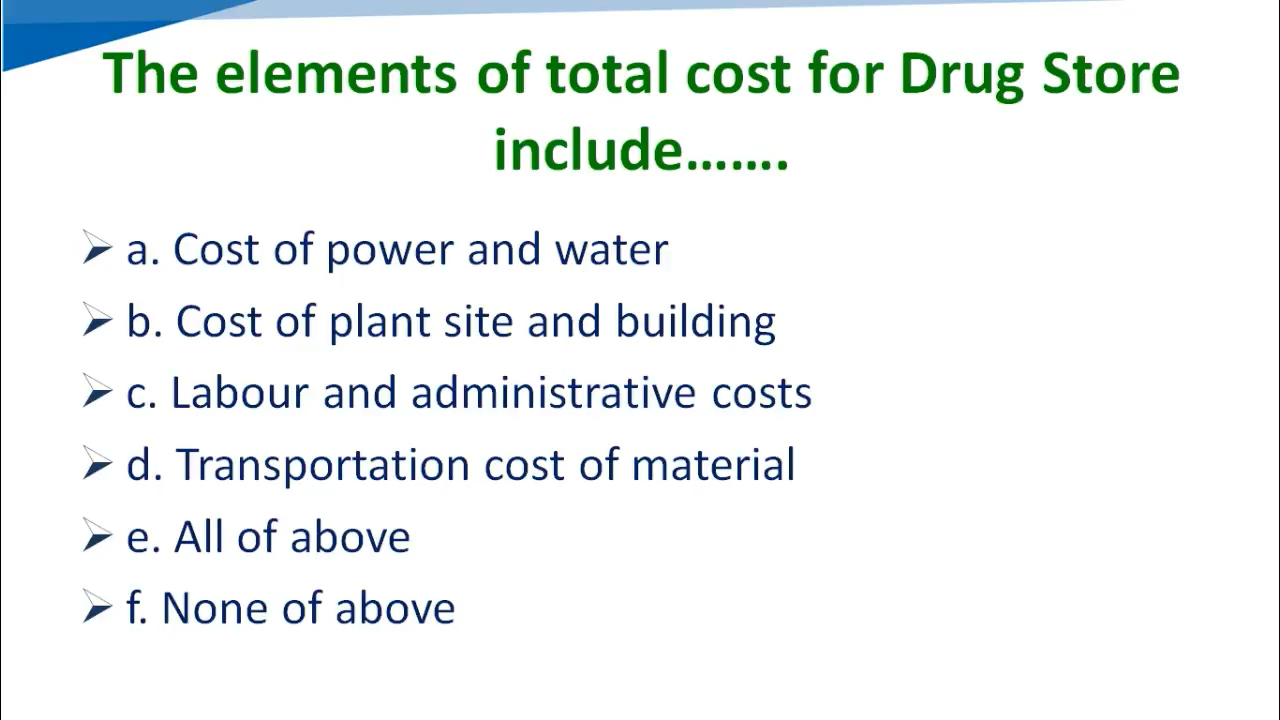 The elements of total cost for Drug Store
include.......
➢ a. Cost of power and water
➢ b. Cost of plant site and building
➢ c. Labour and administrative costs
➢ d. Transportation cost of material
➢ e. All of above
➢ f. None of above